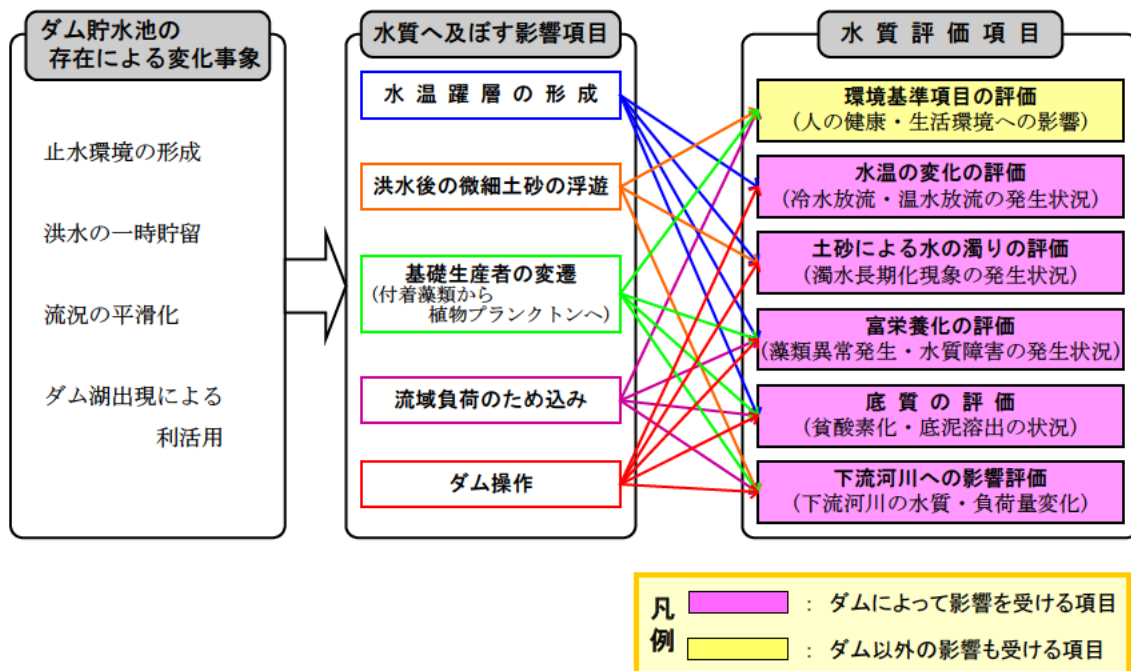 ダム貯水池の
存在による変化事象
止水環境の形成
洪水の一時貯留
流況の平滑化
ダム湖出現による
利活用
水質へ及ぼす影響項目
水温躍層の形成
洪水後の微細土砂の浮遊
基礎生産者の変遷
(付着藻類から
植物プランクトンへ)
流域負荷のため込み
ダム操作
水質評価項目
環境基準項目の評価
(人の健康・生活環境への影響)
水温の変化の評価
(冷水放流・温水放流の発生状況)
土砂による水の濁りの評価
(濁水長期化現象の発生状況)
富栄養化の評価
(藻類異常発生・水質障害の発生状況)
底質の評価
(貧酸素化・底泥溶出の状況)
下流河川への影響評価
(下流河川の水質・負荷量変化)
凡例
：ダムによって影響を受ける項目
：ダム以外の影響も受ける項目